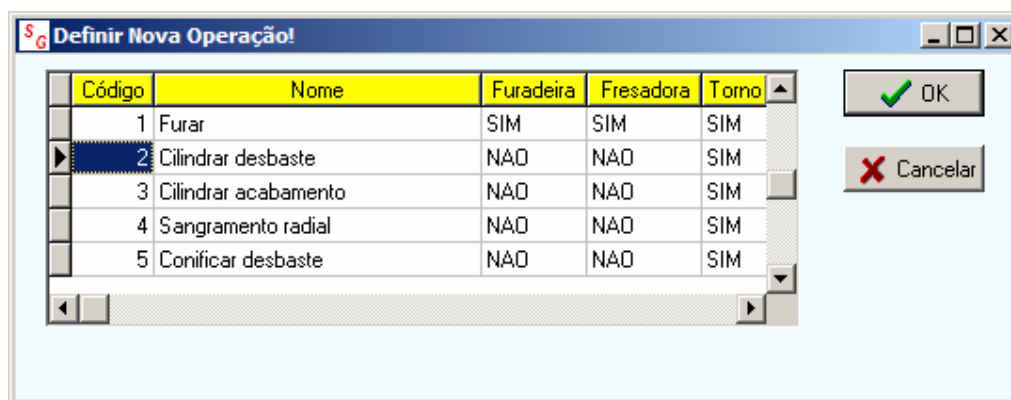 SG Definir Nova Operação!
Código Nome Furadeira Fresadora Torno
1 Furar SIM SIM SIM
2 Cilindrar desbaste NAO NAO SIM
3 Cilindrar acabamento NAO NAO SIM
4 Sangramento radial NAO NAO SIM
5 Conificar desbaste NAO NAO SIM
OK
Cancelar